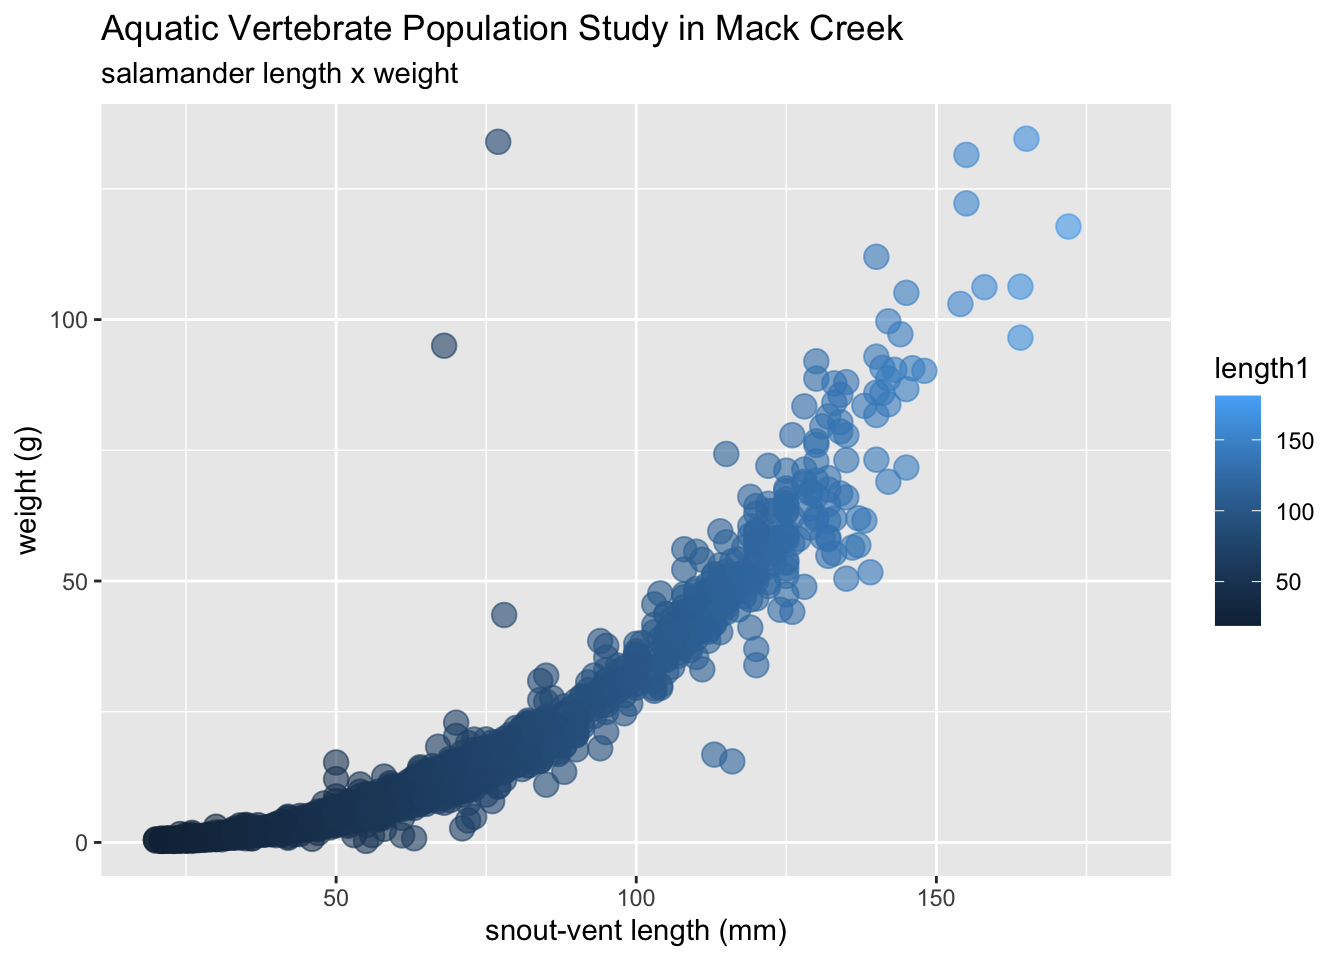 Aquatic Vertebrate Population Study in Mack Creek
salamander length x weight
100
50
0
weight (g)
50
100
150
snout-vent length (mm)
length1
150
100
50